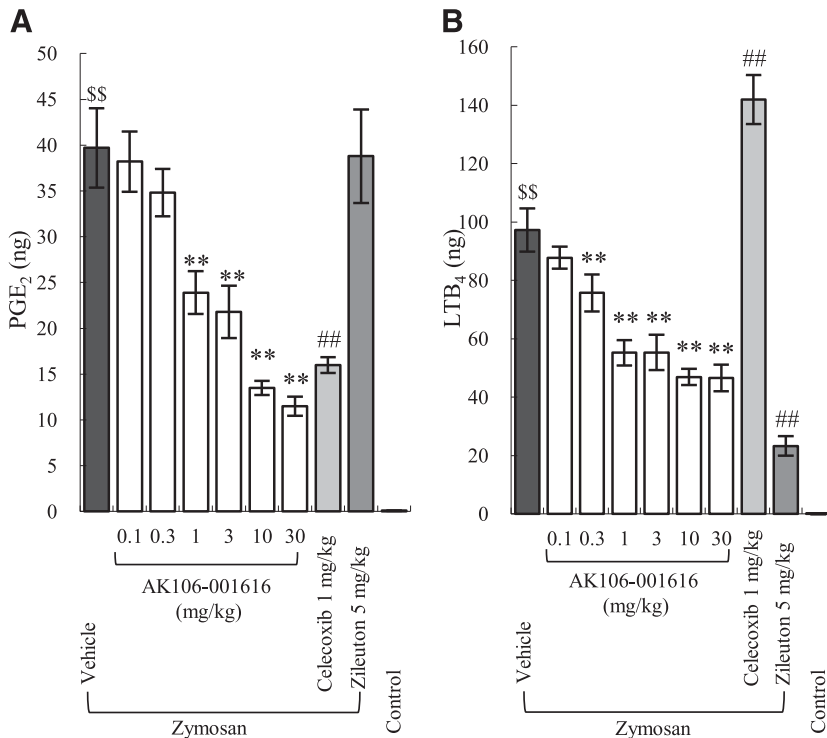 A
PGE2 (ng)
50
45
40
35
30
25
20
15
10
5
0
$$
**
**
**
**
##
0.1 0.3 1 3 10 30
AK106-001616
(mg/kg)
Vehicle
Celecoxib 1 mg/kg
Zileuton 5 mg/kg
Control
Zymosan
B
LTB4 (ng)
160
140
120
100
80
60
40
20
0
$$
**
**
**
**
**
##
##
0.1 0.3 1 3 10 30
AK106-001616
(mg/kg)
Vehicle
Celecoxib 1 mg/kg
Zileuton 5 mg/kg
Control
Zymosan